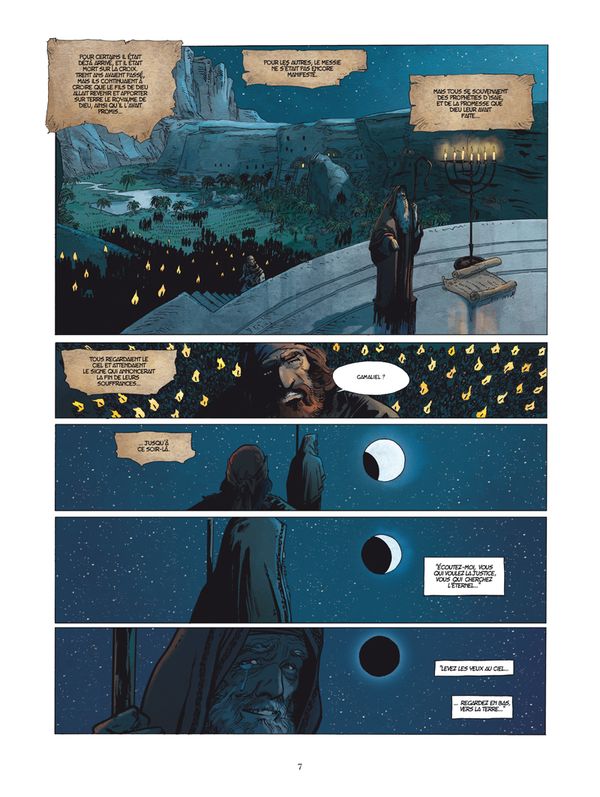 POUR CERTAINS IL ÉTAIT
DÉJÀ ARRIVÉ, ET IL ÉTAIT
MORT SUR LA CROIX.
TRENT ANS AVAIENT PASSÉ,
MAIS ILS CONTINUAIENT À
CROIRE QUE LE FILS DE DIEU
ALLAIT REVENIR ET APPORTER
SUR TERRE LE ROYAUME DE
DIEU, AINSI QU'IL L'AVAIT
PROMIS...
POUR LES AUTRES, LE MESSIE
NE S'ÉTAIT PAS ENCORE
MANIFESTÉ.
MAIS TOUS SE SOUVENAIENT
DES PROPHÉTIES D'ISAÏE,
ET DE LA PROMESSE QUE
DIEU LEUR AVAIT
FAITE...
TOUS REGARDAIENT LE
CIEL ET ATTENDAIENT
LE SIGNE QUI ANNONCERAIT
LA FIN DE LEURS
SOUFFRANCES...
GAMALIEL ?
... JUSQU'À
CE SOIR-LÀ.
"ÉCOUTEZ-MOI, VOUS
QUI VOULEZ LA JUSTICE,
VOUS QUI CHERCHEZ
L'ÉTERNEL..."
"LEVEZ LES YEUX AU CIEL...
... REGARDEZ EN BAS,
VERS LA TERRE..."
7